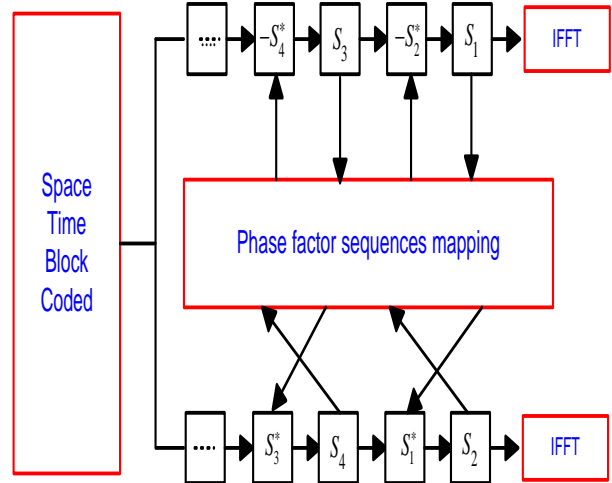 ..... –S₄* S₃ –S₂* S₁ IFFT
Space
Time
Block
Coded
Phase factor sequences mapping
.... S₃* S₄ S₁* S₂ IFFT